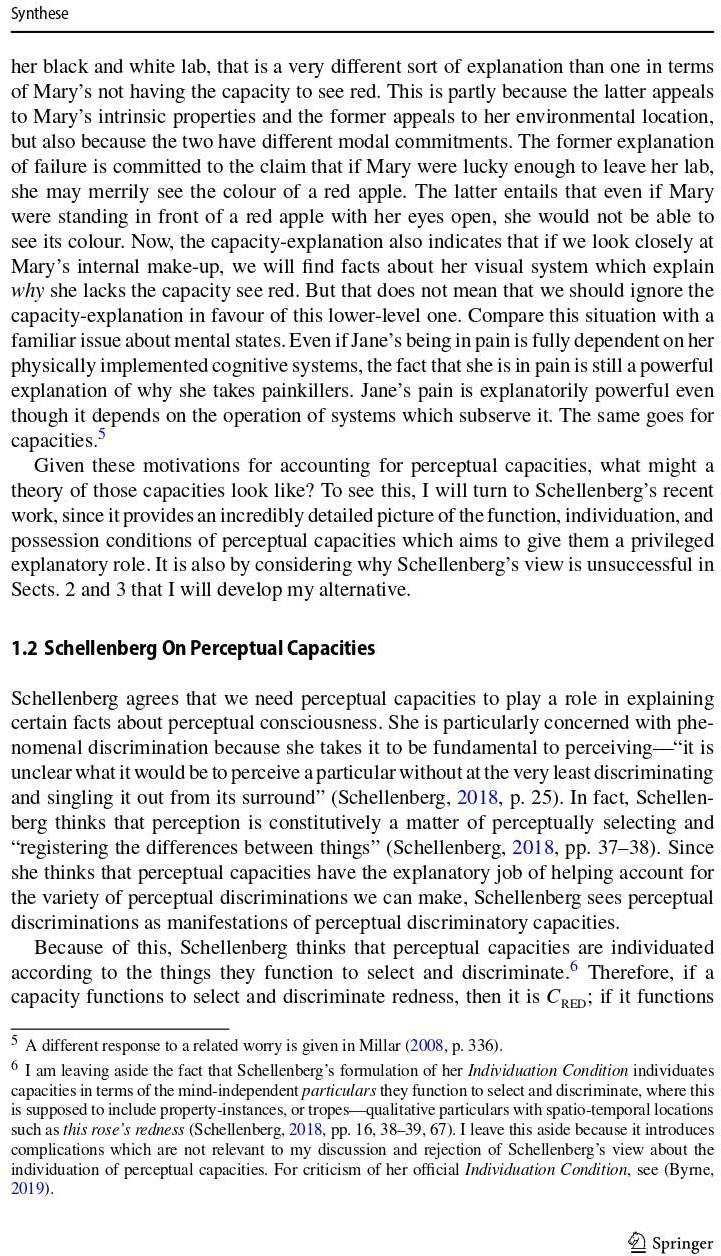 Synthese
her black and white lab, that is a very different sort of explanation than one in terms
of Mary's not having the capacity to see red. This is partly because the latter appeals
to Mary's intrinsic properties and the former appeals to her environmental location,
but also because the two have different modal commitments. The former explanation
of failure is committed to the claim that if Mary were lucky enough to leave her lab,
she may merrily see the colour of a red apple. The latter entails that even if Mary
were standing in front of a red apple with her eyes open, she would not be able to
see its colour. Now, the capacity-explanation also indicates that if we look closely at
Mary's internal make-up, we will find facts about her visual system which explain
why she lacks the capacity see red. But that does not mean that we should ignore the
capacity-explanation in favour of this lower-level one. Compare this situation with a
familiar issue about mental states. Even if Jane's being in pain is fully dependent on her
physically implemented cognitive systems, the fact that she is in pain is still a powerful
explanation of why she takes painkillers. Jane's pain is explanatorily powerful even
though it depends on the operation of systems which subserve it. The same goes for
capacities.5
Given these motivations for accounting for perceptual capacities, what might a
theory of those capacities look like? To see this, I will turn to Schellenberg's recent
work, since it provides an incredibly detailed picture of the function, individuation, and
possession conditions of perceptual capacities which aims to give them a privileged
explanatory role. It is also by considering why Schellenberg's view is unsuccessful in
Sects. 2 and 3 that I will develop my alternative.
1.2 Schellenberg On Perceptual Capacities
Schellenberg agrees that we need perceptual capacities to play a role in explaining
certain facts about perceptual consciousness. She is particularly concerned with phe-
nomenal discrimination because she takes it to be fundamental to perceiving—“it is
unclear what it would be to perceive a particular without at the very least discriminating
and singling it out from its surround” (Schellenberg, 2018, p. 25). In fact, Schellen-
berg thinks that perception is constitutively a matter of perceptually selecting and
“registering the differences between things” (Schellenberg, 2018, pp. 37–38). Since
she thinks that perceptual capacities have the explanatory job of helping account for
the variety of perceptual discriminations we can make, Schellenberg sees perceptual
discriminations as manifestations of perceptual discriminatory capacities.
Because of this, Schellenberg thinks that perceptual capacities are individuated
according to the things they function to select and discriminate.6 Therefore, if a
capacity functions to select and discriminate redness, then it is CRED; if it functions
5 A different response to a related worry is given in Millar (2008, p. 336).
6 I am leaving aside the fact that Schellenberg's formulation of her Individuation Condition individuates
capacities in terms of the mind-independent particulars they function to select and discriminate, where this
is supposed to include property-instances, or tropes—qualitative particulars with spatio-temporal locations
such as this rose's redness (Schellenberg, 2018, pp. 16, 38–39, 67). I leave this aside because it introduces
complications which are not relevant to my discussion and rejection of Schellenberg's view about the
individuation of perceptual capacities. For criticism of her official Individuation Condition, see (Byrne,
2019).
Springer